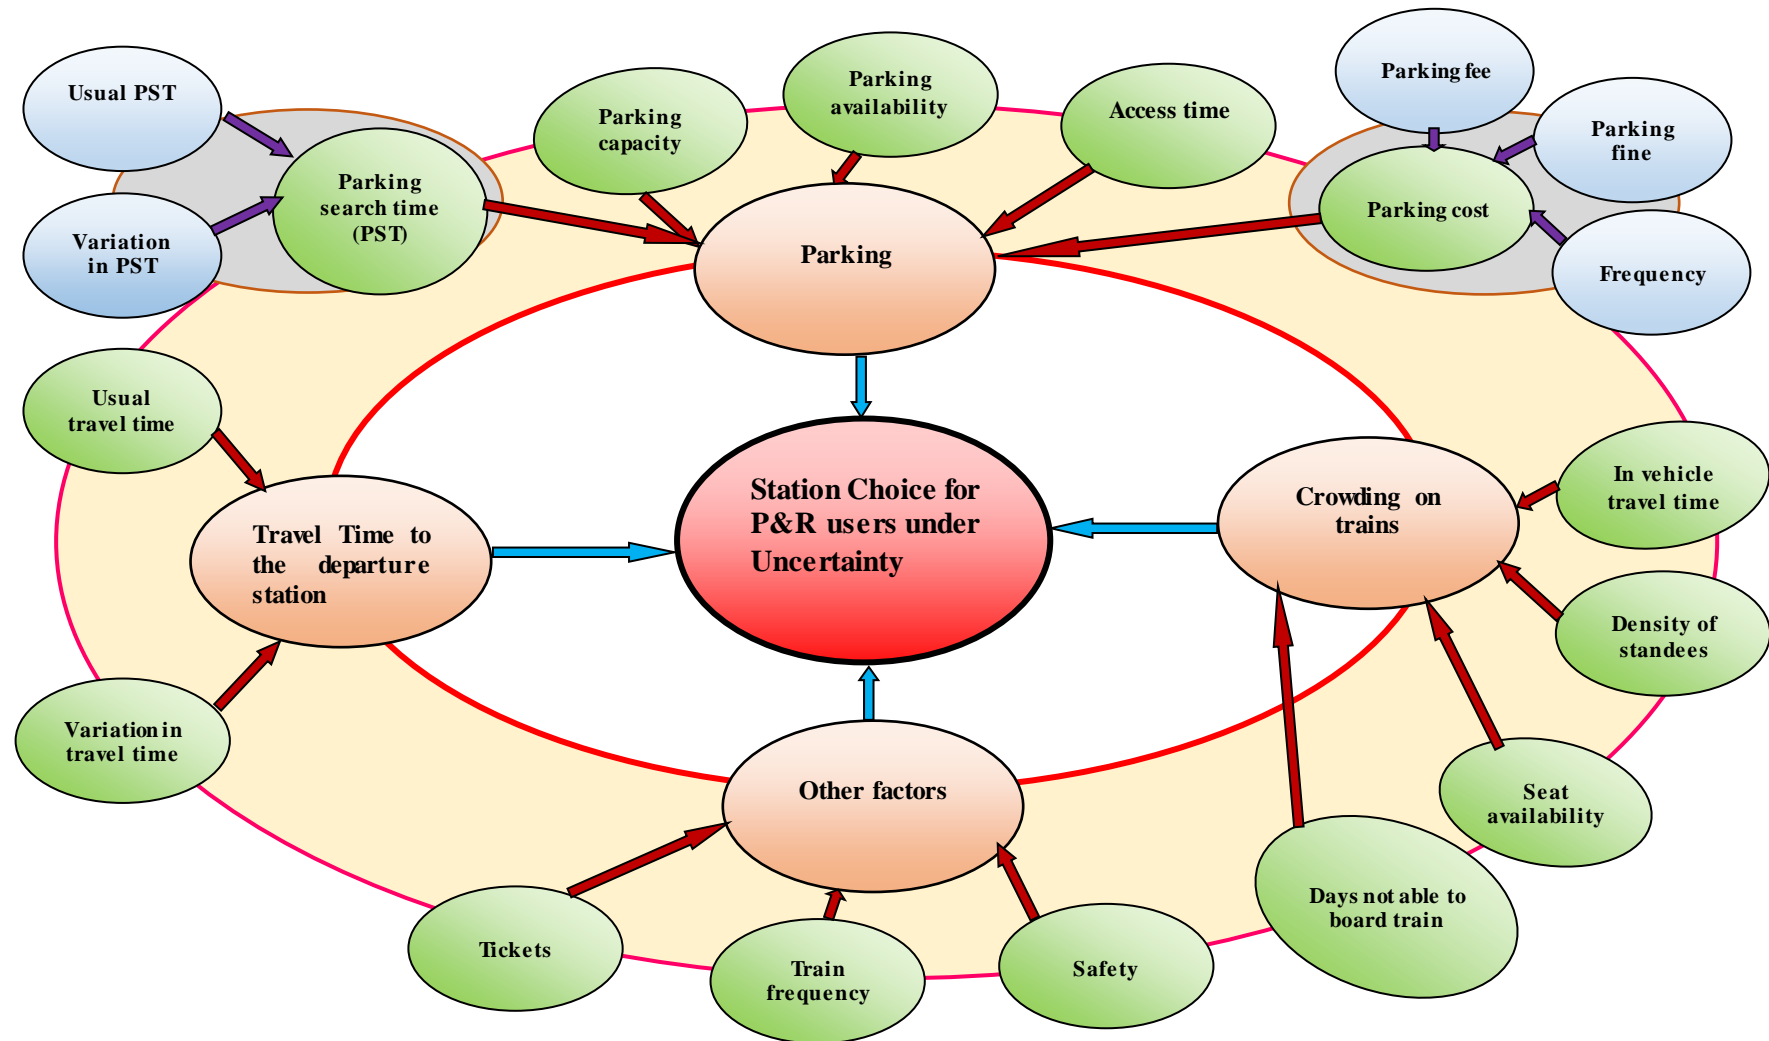 Usual PST
Variation
in PST
Parking
search time
(PST)
Parking
capacity
Parking
availability
Access time
Parking fee
Parking
fine
Parking cost
Frequency
Parking
Usual
travel time
Travel Time to
the departure
station
Variation in
travel time
Station Choice for
P&R users under
Uncertainty
Crowding on
trains
In vehicle
travel time
Density of
standees
Seat
availability
Days not able to
board train
Other factors
Tickets
Train
frequency
Safety